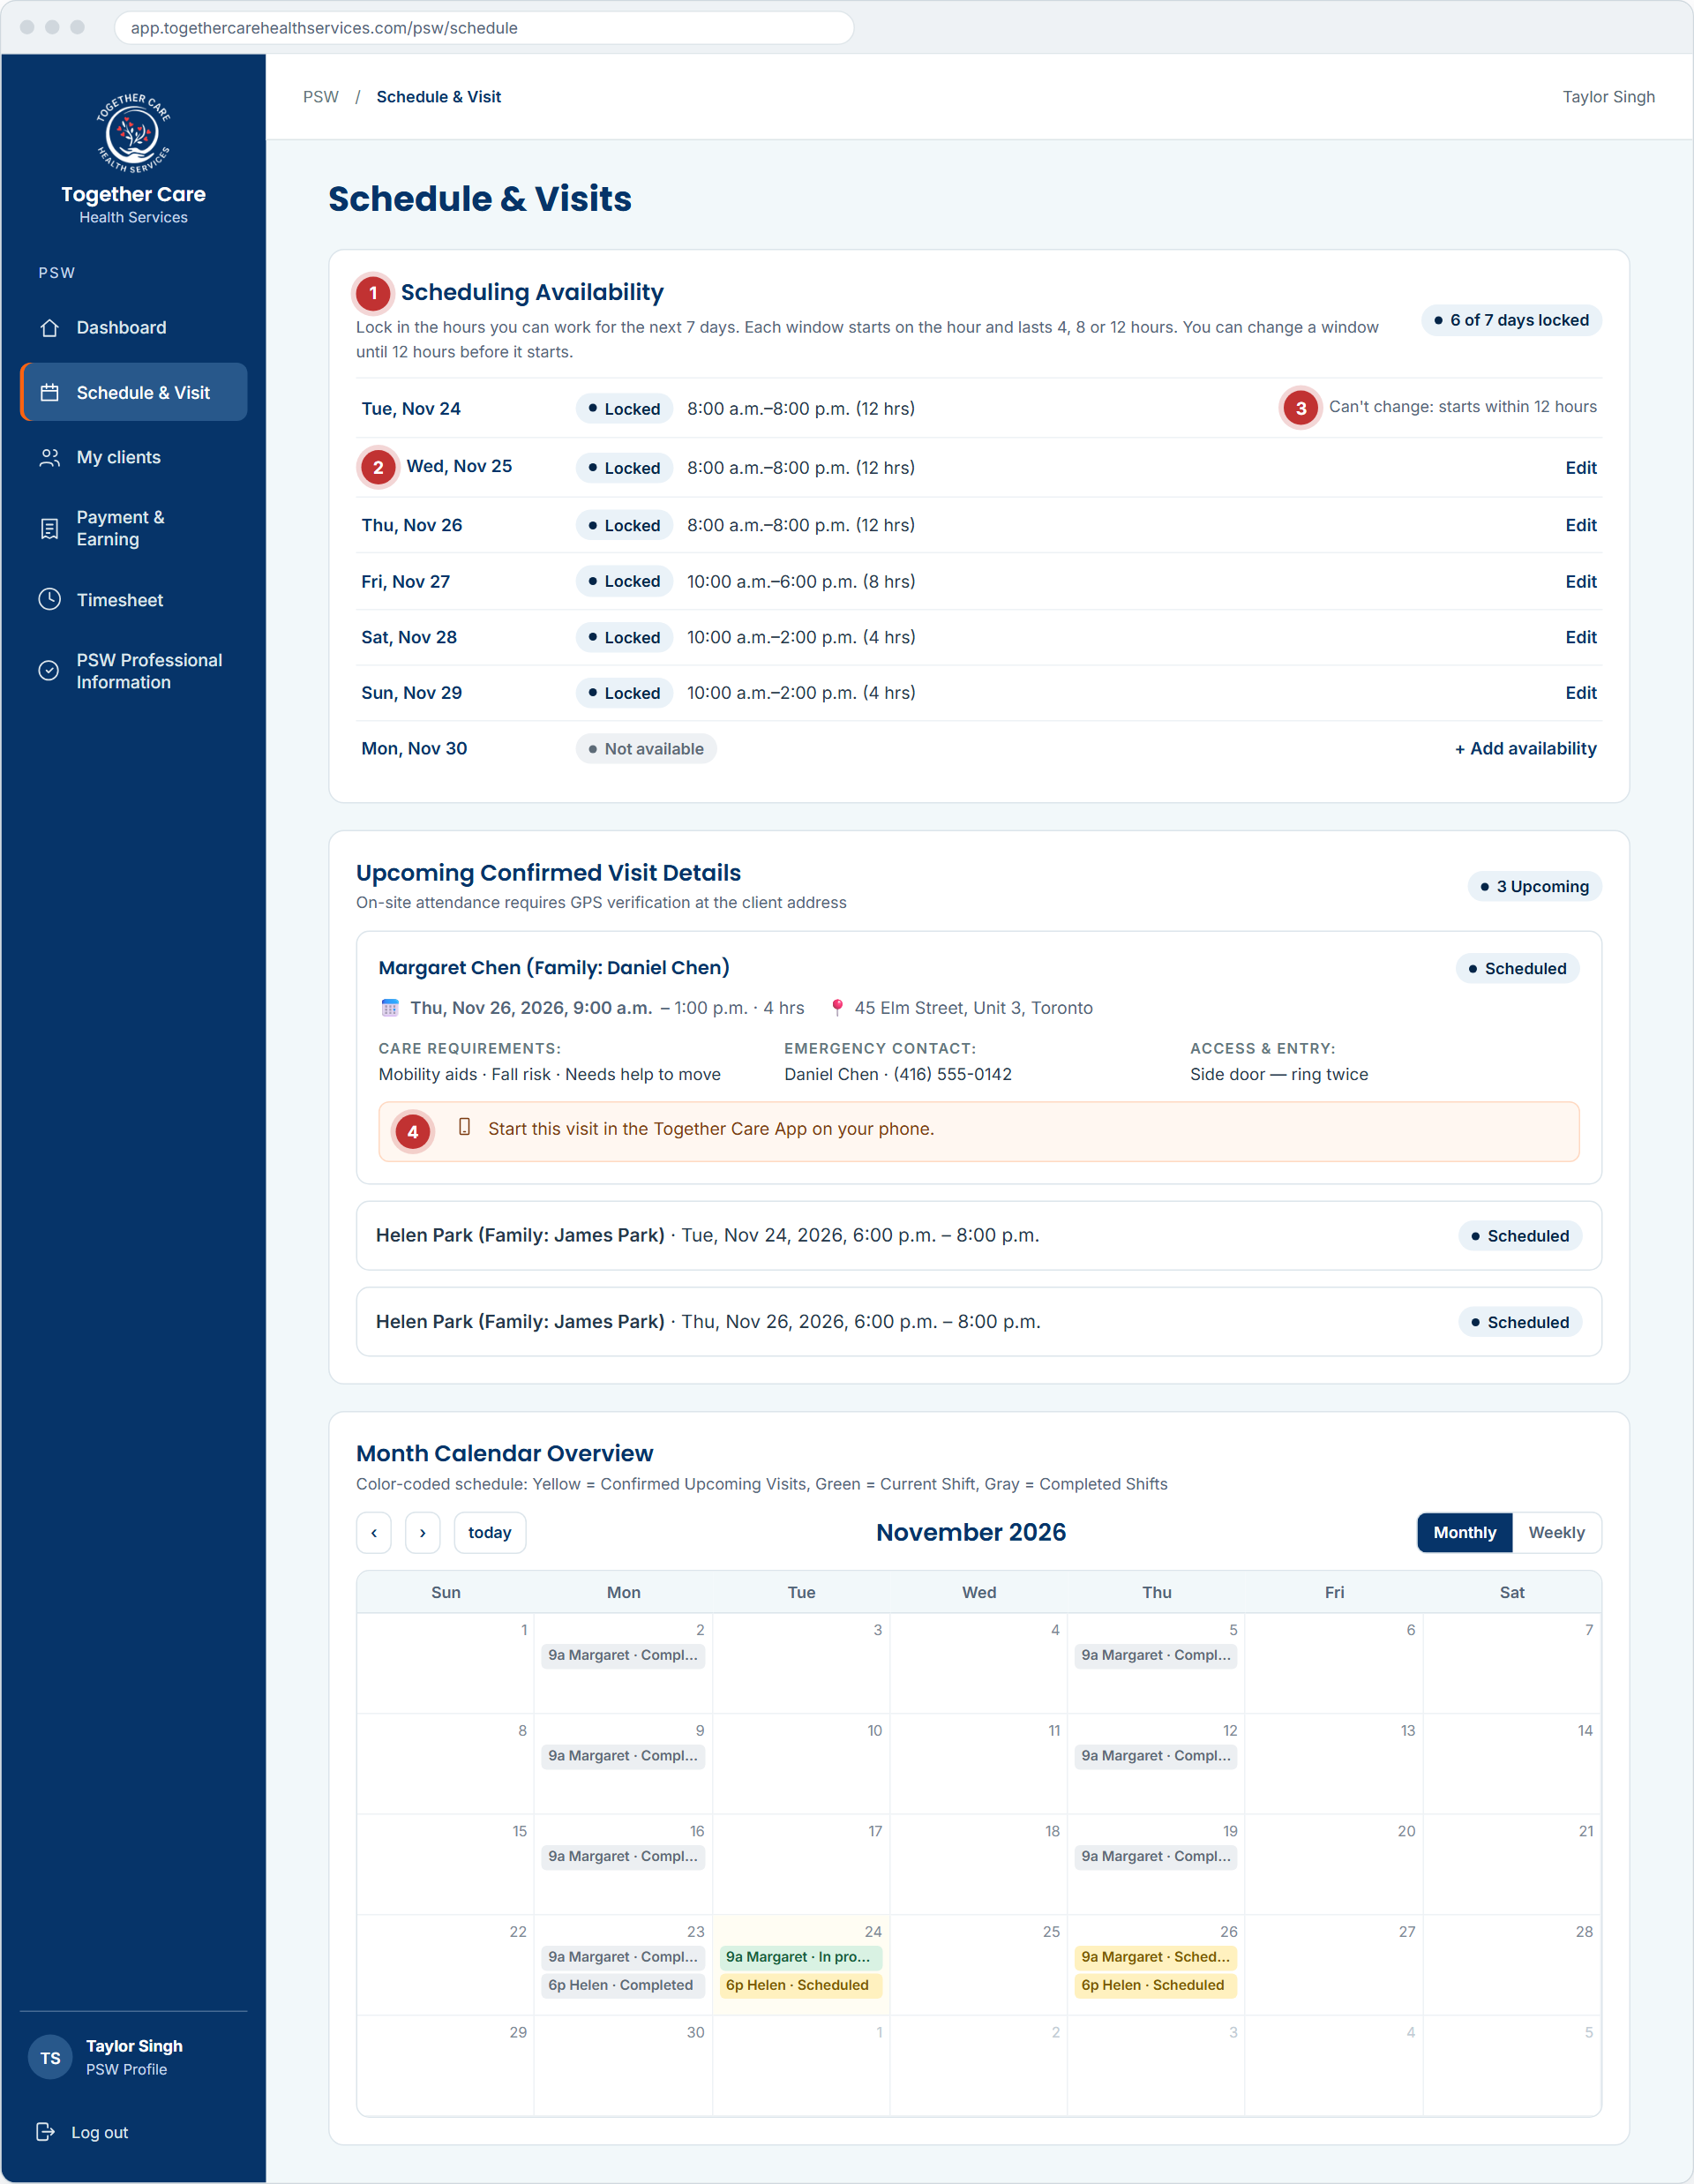 app.togethercarehealthservices.com/psw/schedule
TOGETHER CARE
HEALTH SERVICES
Together Care
Health Services
PSW
Dashboard
Schedule & Visit
My clients
Payment &
Earning
Timesheet
PSW Professional
Information
TS
Taylor Singh
PSW Profile
Log out
PSW / Schedule & Visit
Taylor Singh
Schedule & Visits
1 Scheduling Availability
Lock in the hours you can work for the next 7 days. Each window starts on the hour and lasts 4, 8 or 12 hours. You can change a window
until 12 hours before it starts.
6 of 7 days locked
Tue, Nov 24 Locked 8:00 a.m.–8:00 p.m. (12 hrs) 3 Can't change: starts within 12 hours
2 Wed, Nov 25 Locked 8:00 a.m.–8:00 p.m. (12 hrs) Edit
Thu, Nov 26 Locked 8:00 a.m.–8:00 p.m. (12 hrs) Edit
Fri, Nov 27 Locked 10:00 a.m.–6:00 p.m. (8 hrs) Edit
Sat, Nov 28 Locked 10:00 a.m.–2:00 p.m. (4 hrs) Edit
Sun, Nov 29 Locked 10:00 a.m.–2:00 p.m. (4 hrs) Edit
Mon, Nov 30 Not available + Add availability
Upcoming Confirmed Visit Details
On-site attendance requires GPS verification at the client address
3 Upcoming
Margaret Chen (Family: Daniel Chen) Scheduled
Thu, Nov 26, 2026, 9:00 a.m. – 1:00 p.m. · 4 hrs 45 Elm Street, Unit 3, Toronto
CARE REQUIREMENTS: EMERGENCY CONTACT: ACCESS & ENTRY:
Mobility aids · Fall risk · Needs help to move Daniel Chen · (416) 555-0142 Side door — ring twice
4 Start this visit in the Together Care App on your phone.
Helen Park (Family: James Park) · Tue, Nov 24, 2026, 6:00 p.m. – 8:00 p.m. Scheduled
Helen Park (Family: James Park) · Thu, Nov 26, 2026, 6:00 p.m. – 8:00 p.m. Scheduled
Month Calendar Overview
Color-coded schedule: Yellow = Confirmed Upcoming Visits, Green = Current Shift, Gray = Completed Shifts
‹ › today November 2026 Monthly Weekly
Sun Mon Tue Wed Thu Fri Sat
1 2 3 4 5 6 7
9a Margaret · Compl... 9a Margaret · Compl...
8 9 10 11 12 13 14
9a Margaret · Compl... 9a Margaret · Compl...
15 16 17 18 19 20 21
9a Margaret · Compl... 9a Margaret · Compl...
22 23 24 25 26 27 28
9a Margaret · Compl... 9a Margaret · In pro... 9a Margaret · Sched...
6p Helen · Completed 6p Helen · Scheduled 6p Helen · Scheduled
29 30 1 2 3 4 5